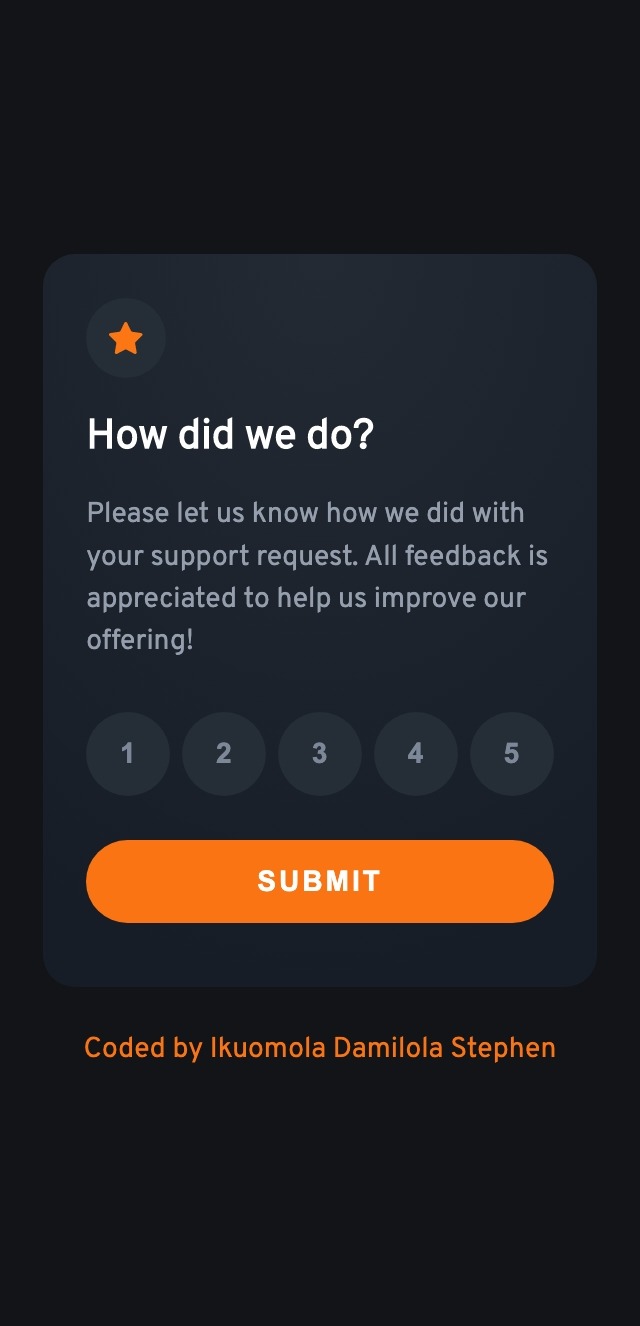 How did we do?
Please let us know how we did with
your support request. All feedback is
appreciated to help us improve our
offering!
1 2 3 4 5
SUBMIT
Coded by Ikuomola Damilola Stephen